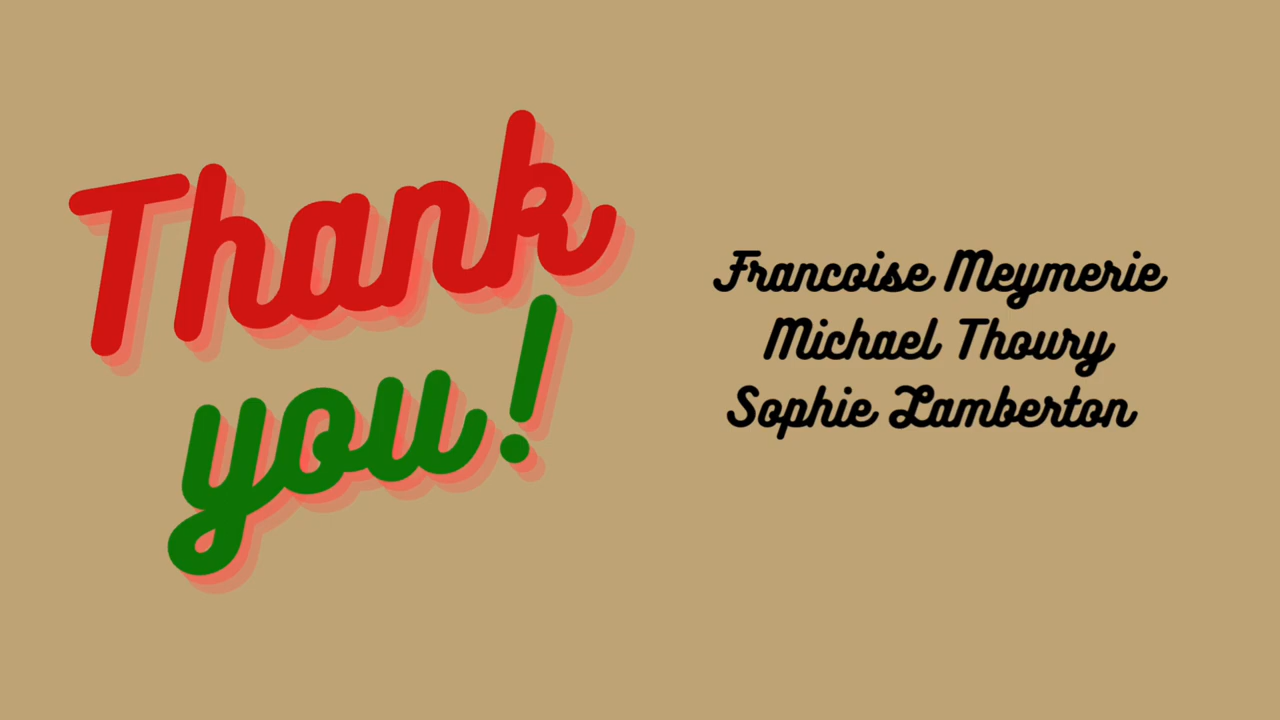 Thank
you!
Francoise Meymerie
Michael Thoury
Sophie Lamberton